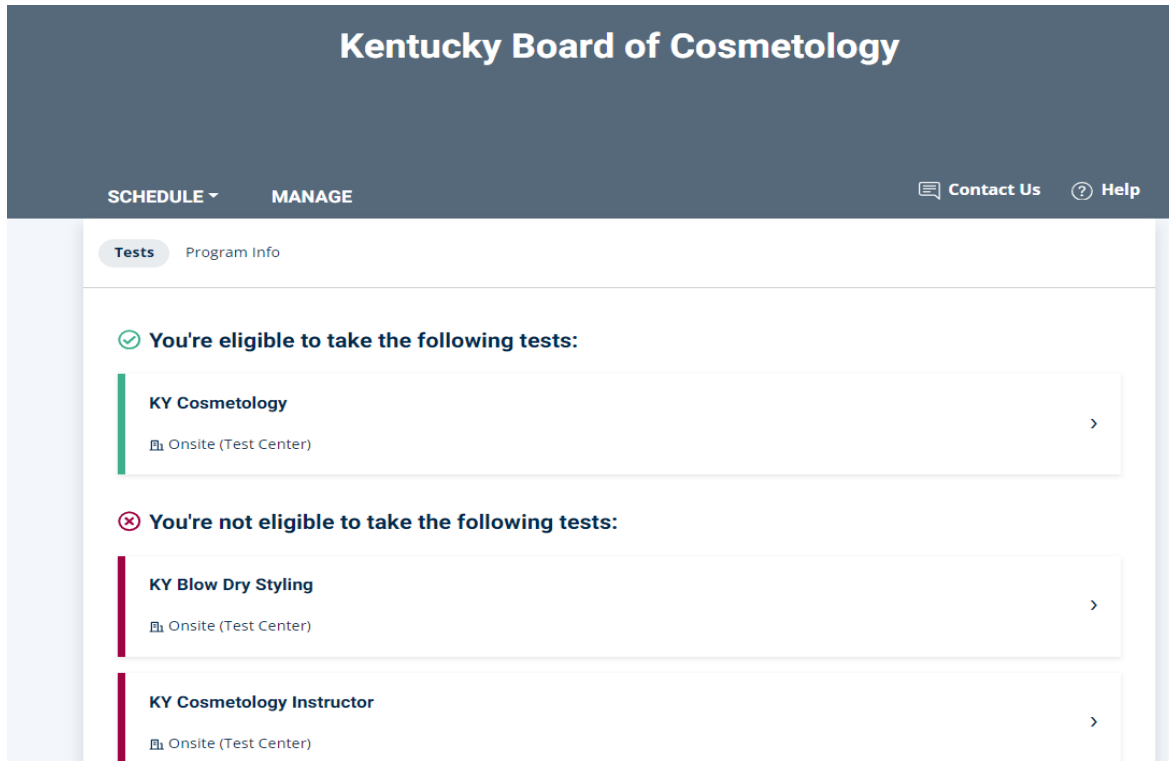 Kentucky Board of Cosmetology
SCHEDULE MANAGE Contact Us Help
Tests Program Info
You're eligible to take the following tests:
KY Cosmetology
Onsite (Test Center)
You're not eligible to take the following tests:
KY Blow Dry Styling
Onsite (Test Center)
KY Cosmetology Instructor
Onsite (Test Center)